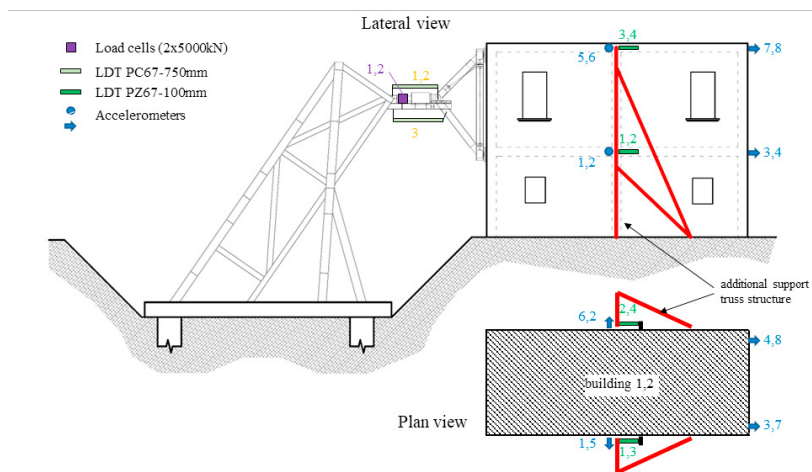 Lateral view
Load cells (2x5000kN)
LDT PC67-750mm
LDT PZ67-100mm
Accelerometers
1,2
1,2
3
3,4
5,6
7,8
1,2
1,2
3,4
additional support
truss structure
6,2
2,4
4,8
building 1,2
Plan view
3,7
1,5
1,3